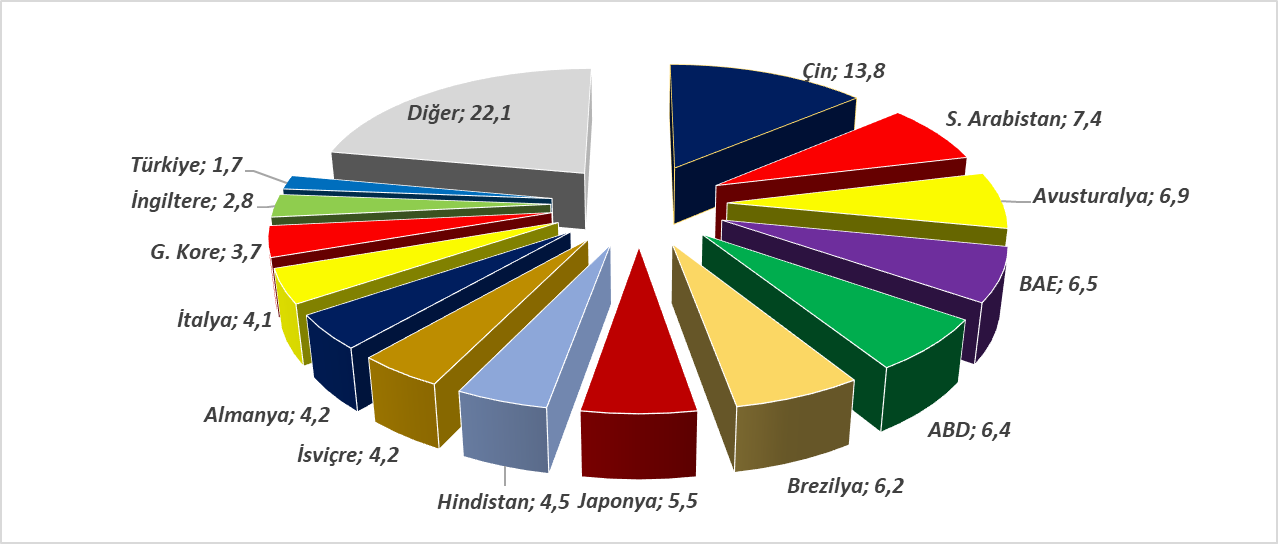 Çin; 13,8
S. Arabistan; 7,4
Avusturalya; 6,9
BAE; 6,5
ABD; 6,4
Brezilya; 6,2
Japonya; 5,5
Hindistan; 4,5
İsviçre; 4,2
Almanya; 4,2
İtalya; 4,1
G. Kore; 3,7
İngiltere; 2,8
Türkiye; 1,7
Diğer; 22,1